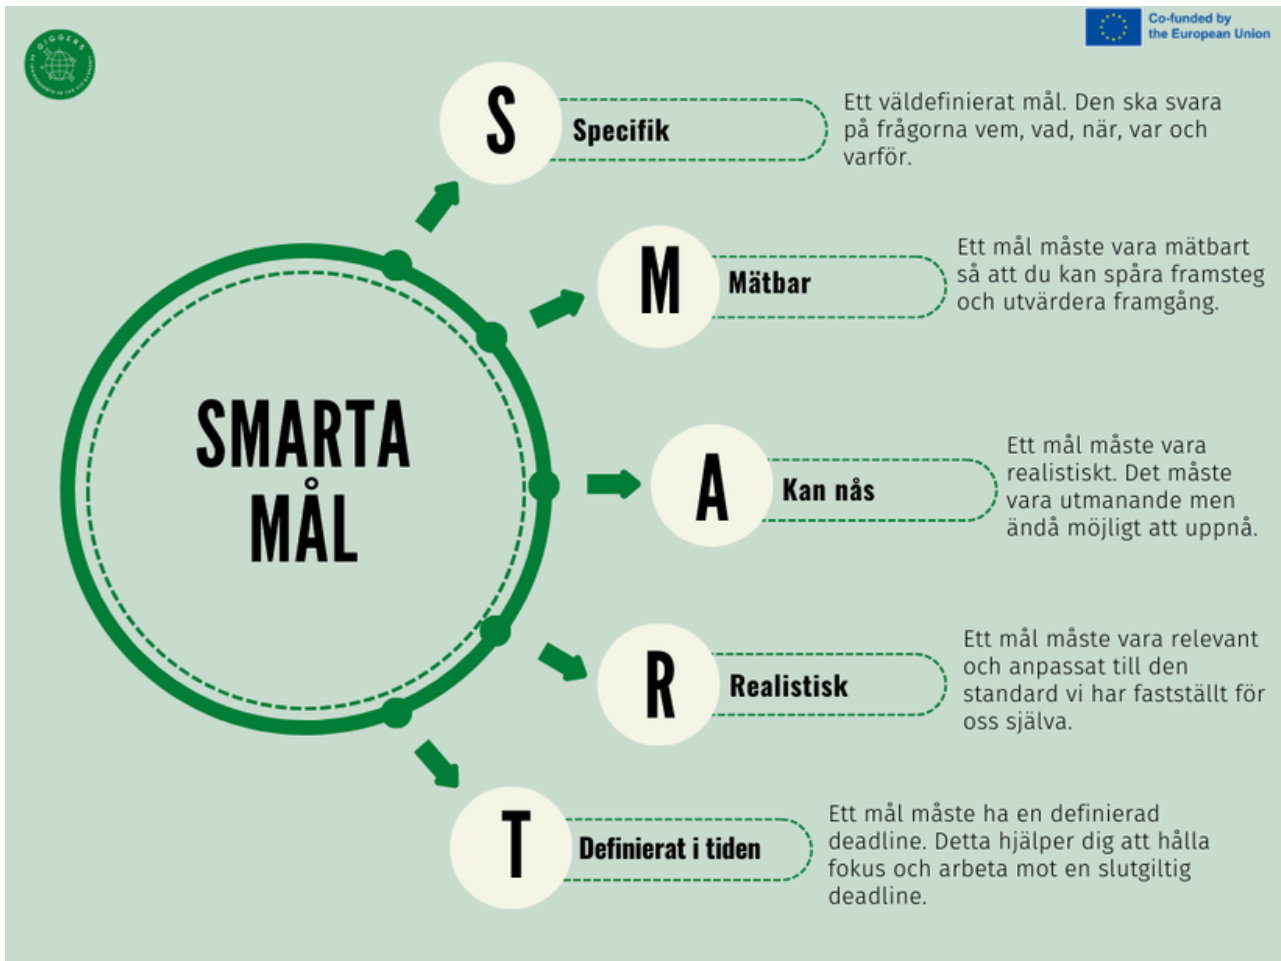 GIGGERS
Co-funded by
the European Union
S
Specifik
Ett väldefinierat mål. Den ska svara
på frågorna vem, vad, när, var och
varför.
M
Mätbar
Ett mål måste vara mätbart
så att du kan spåra framsteg
och utvärdera framgång.
SMARTA
MÅL
A
Kan nås
Ett mål måste vara
realistiskt. Det måste
vara utmanande men
ändå möjligt att uppnå.
R
Realistisk
Ett mål måste vara relevant
och anpassat till den
standard vi har fastställt för
oss själva.
T
Definierat i tiden
Ett mål måste ha en definierad
deadline. Detta hjälper dig att hålla
fokus och arbeta mot en slutgiltig
deadline.